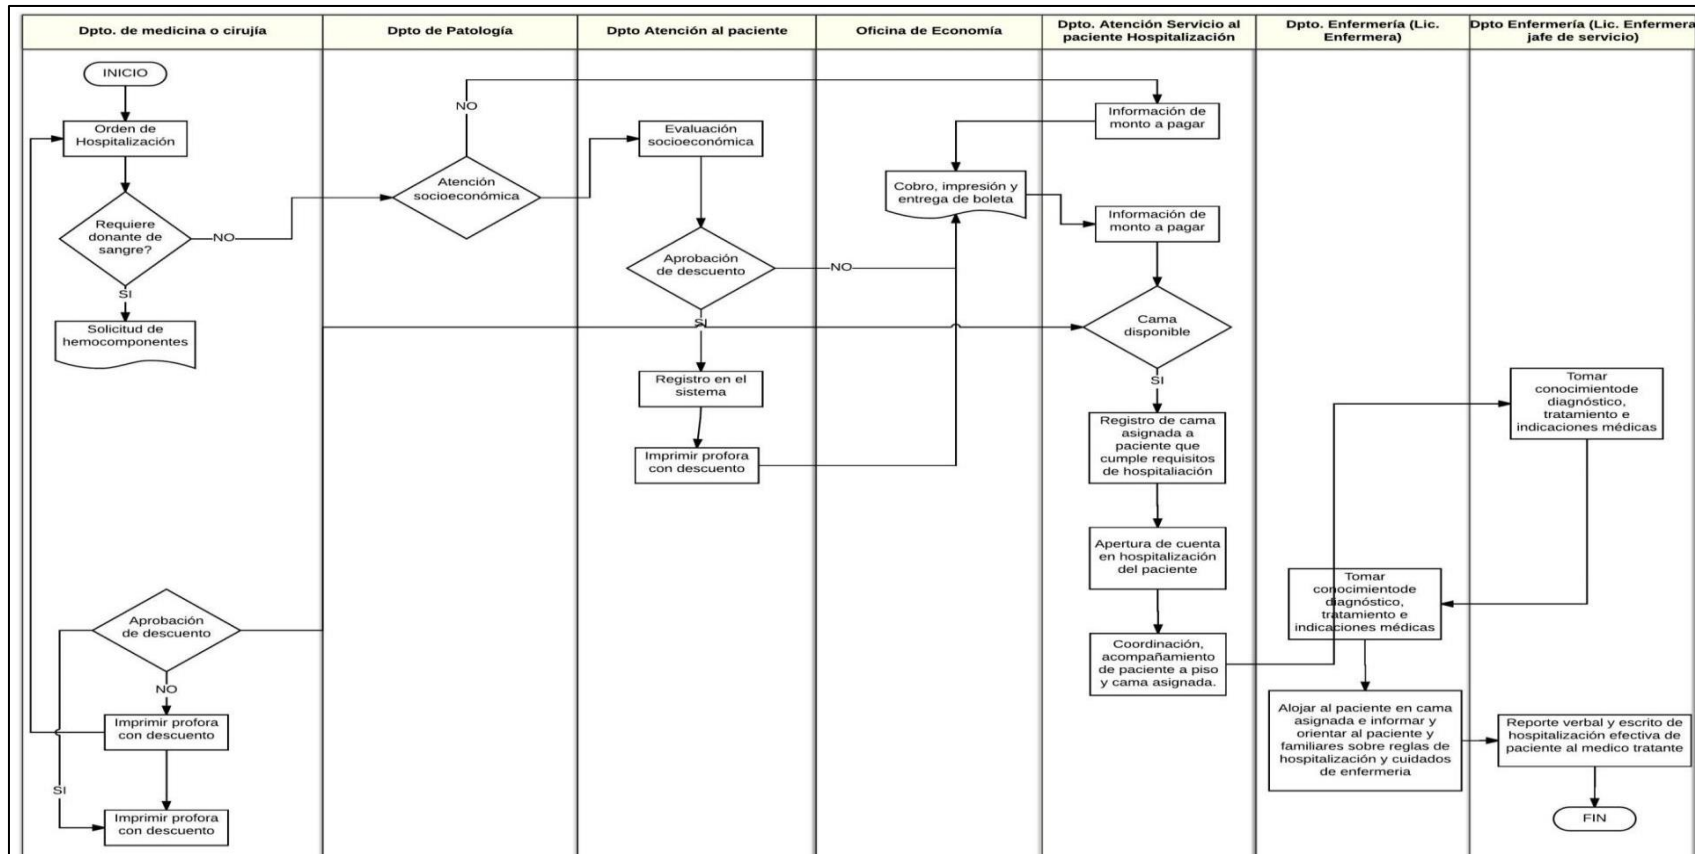 Dpto. de medicina o cirujía
Dpto de Patología
Dpto Atención al paciente
Oficina de Economía
Dpto. Atención Servicio al
paciente Hospitalización
Dpto. Enfermería (Lic.
Enfermera)
Dpto Enfermería (Lic. Enfermera
jafe de servicio)
INICIO
Orden de
Hospitalización
Requiere
donante de
sangre?
NO
SI
Solicitud de
hemocomponentes
Aprobación
de descuento
NO
Imprimir profora
con descuento
SI
Imprimir profora
con descuento
NO
Atención
socioeconómica
Evaluación
socioeconómica
Aprobación
de descuento
NO
SI
Registro en el
sistema
Imprimir profora
con descuento
Cobro, impresión y
entrega de boleta
Información de
monto a pagar
Información de
monto a pagar
Cama
disponible
SI
Registro de cama
asignada a
paciente que
cumple requisitos
de hospitaliación
Apertura de cuenta
en hospitalización
del paciente
Coordinación,
acompañamiento
de paciente a piso
y cama asignada.
Tomar
conocimientode
diagnóstico,
tratamiento e
indicaciones médicas
Alojar al paciente en cama
asignada e informar y
orientar al paciente y
familiares sobre reglas de
hospitalización y cuidados
de enfermeria
Tomar
conocimientode
diagnóstico,
tratamiento e
indicaciones médicas
Reporte verbal y escrito de
hospitalización efectiva de
paciente al medico tratante
FIN